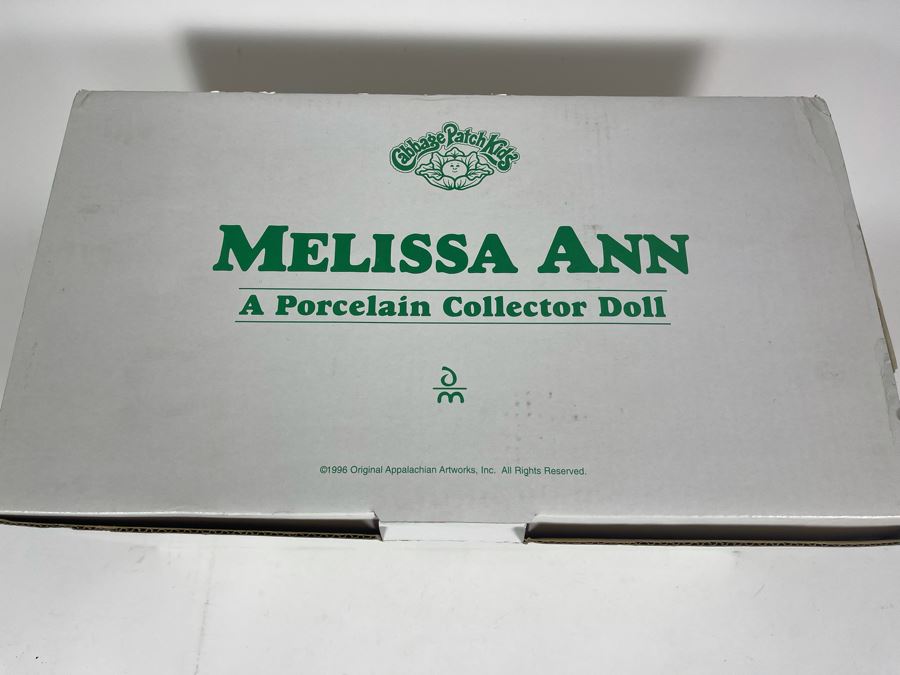 Cabbage Patch Kids
MELISSA ANN
A Porcelain Collector Doll
©1996 Original Appalachian Artworks, Inc. All Rights Reserved.